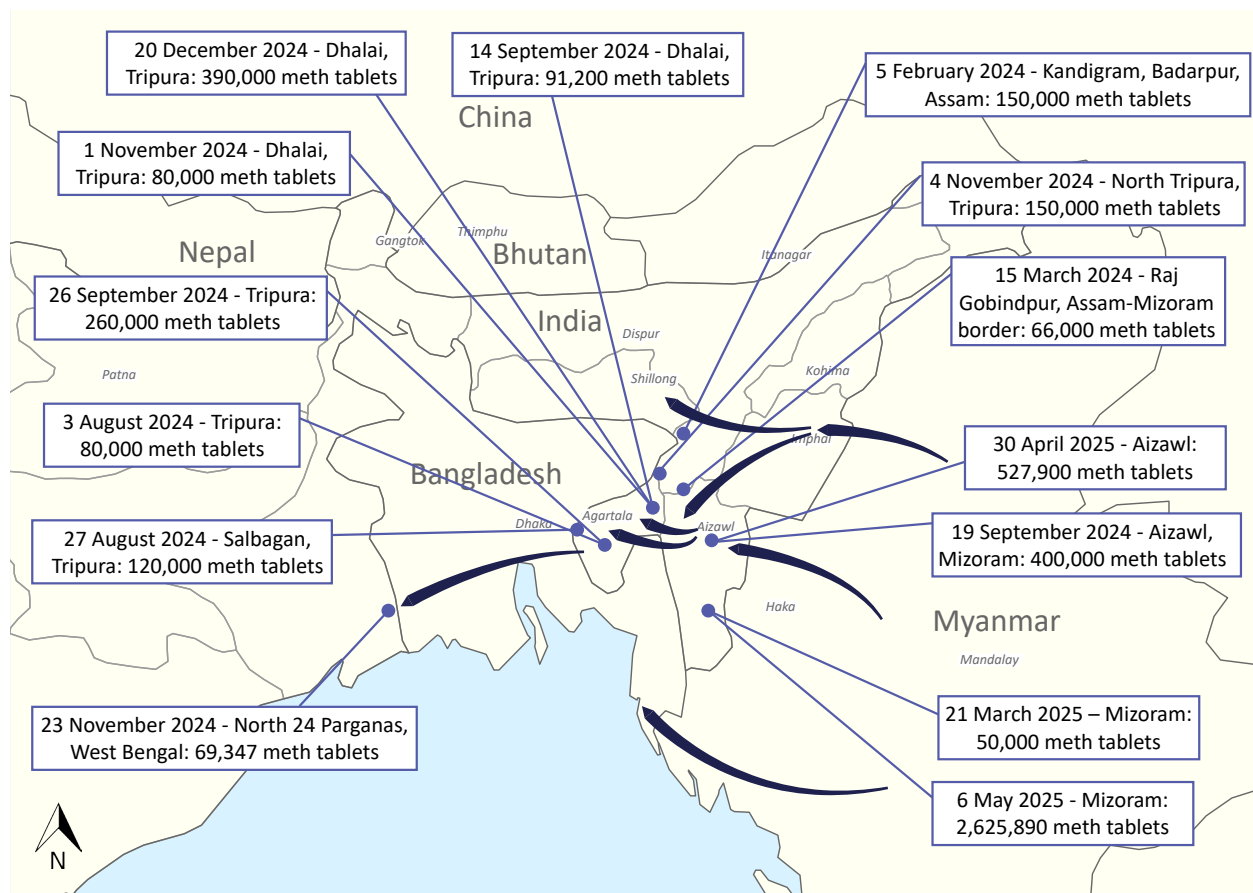 20 December 2024 - Dhalai,
Tripura: 390,000 meth tablets
14 September 2024 - Dhalai,
Tripura: 91,200 meth tablets
5 February 2024 - Kandigram, Badarpur,
Assam: 150,000 meth tablets
China
1 November 2024 - Dhalai,
Tripura: 80,000 meth tablets
4 November 2024 - North Tripura,
Tripura: 150,000 meth tablets
Nepal
Gangtok
Thimphu
Bhutan
Itanagar
15 March 2024 - Raj
Gobindpur, Assam-Mizoram
border: 66,000 meth tablets
26 September 2024 - Tripura:
260,000 meth tablets
India
Dispur
Patna
Shillong
Kohima
3 August 2024 - Tripura:
80,000 meth tablets
Imphal
30 April 2025 - Aizawl:
527,900 meth tablets
Bangladesh
Dhaka
Agartala
Aizawl
27 August 2024 - Salbagan,
Tripura: 120,000 meth tablets
19 September 2024 - Aizawl,
Mizoram: 400,000 meth tablets
Haka
Myanmar
Mandalay
23 November 2024 - North 24 Parganas,
West Bengal: 69,347 meth tablets
21 March 2025 – Mizoram:
50,000 meth tablets
6 May 2025 - Mizoram:
2,625,890 meth tablets
N